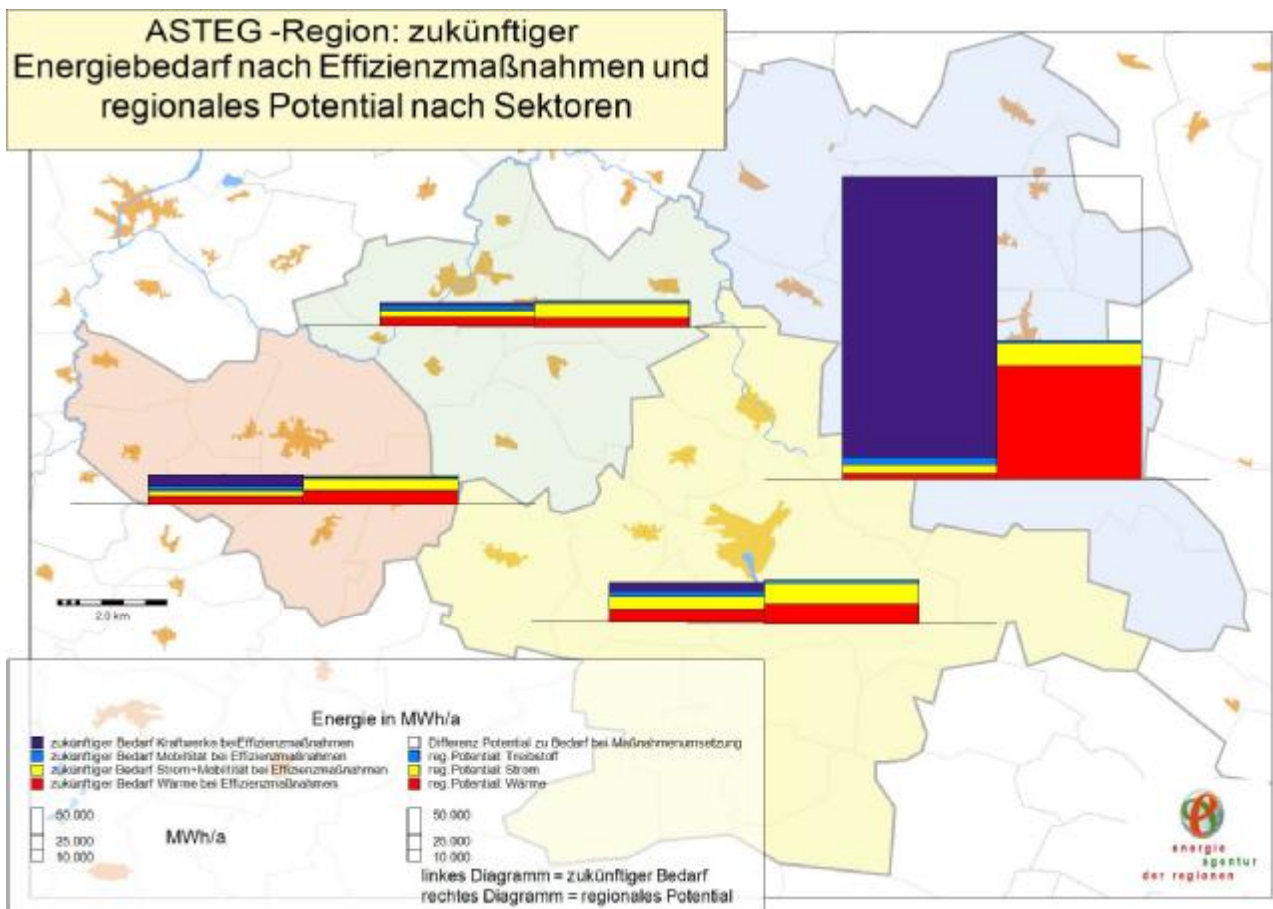 ASTEG -Region: zukünftiger
Energiebedarf nach Effizienzmaßnahmen und
regionales Potential nach Sektoren
2.0 km
Energie in MWh/a
zukünftiger Bedarf Kraftwerke beiEffizienzmaßnahmen
zukünftiger Bedarf Mobilität bei Effizienzmaßnahmen
zukünftiger Bedarf Strom+Mobilität bei Effizienzmaßnahmen
zukünftiger Bedarf Wärme bei Effizienzmaßnahmen
Differenz Potential zu Bedarf bei Maßnahmenumsetzung
reg.Potential: Treibstoff
reg.Potential: Strom
reg.Potential: Wärme
50.000
25.000
10.000
MWh/a
50.000
25.000
10.000
linkes Diagramm = zukünftiger Bedarf
rechtes Diagramm = regionales Potential
energie
agentur
der regionen